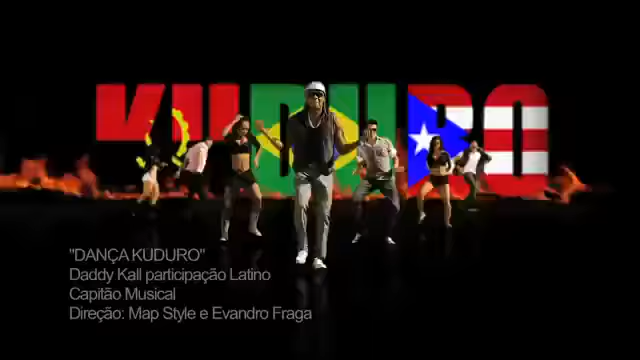 KUDURO
"DANÇA KUDURO"
Daddy Kall participação Latino
Capitão Musical
Direção: Map Style e Evandro Fraga